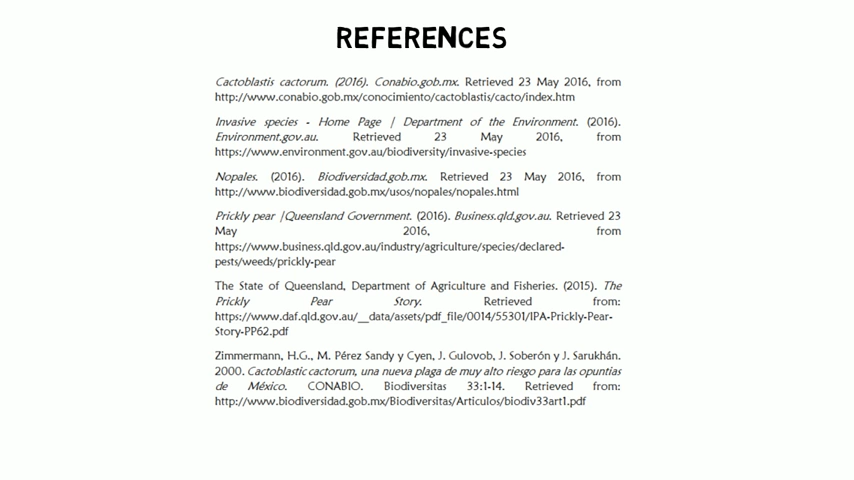 REFERENCES
Cactoblastis cactorum. (2016). Conabio.gob.mx. Retrieved 23 May 2016, from
http://www.conabio.gob.mx/conocimiento/cactoblastis/cacto/index.htm
Invasive species - Home Page | Department of the Environment. (2016).
Environment.gov.au. Retrieved 23 May 2016, from
https://www.environment.gov.au/biodiversity/invasive-species
Nopales. (2016). Biodiversidad.gob.mx. Retrieved 23 May 2016, from
http://www.biodiversidad.gob.mx/usos/nopales/nopales.html
Prickly pear |Queensland Government. (2016). Business.qld.gov.au. Retrieved 23
May 2016, from
https://www.business.qld.gov.au/industry/agriculture/species/declared-
pests/weeds/prickly-pear
The State of Queensland, Department of Agriculture and Fisheries. (2015). The
Prickly Pear Story. Retrieved from:
https://www.daf.qld.gov.au/__data/assets/pdf_file/0014/55301/IPA-Prickly-Pear-
Story-PP62.pdf
Zimmermann, H.G., M. Pérez Sandy y Cyen, J. Gulovob, J. Soberón y J. Sarukhán.
2000. Cactoblastic cactorum, una nueva plaga de muy alto riesgo para las opuntias
de México. CONABIO. Biodiversitas 33:1-14. Retrieved from:
http://www.biodiversidad.gob.mx/Biodiversitas/Articulos/biodiv33art1.pdf